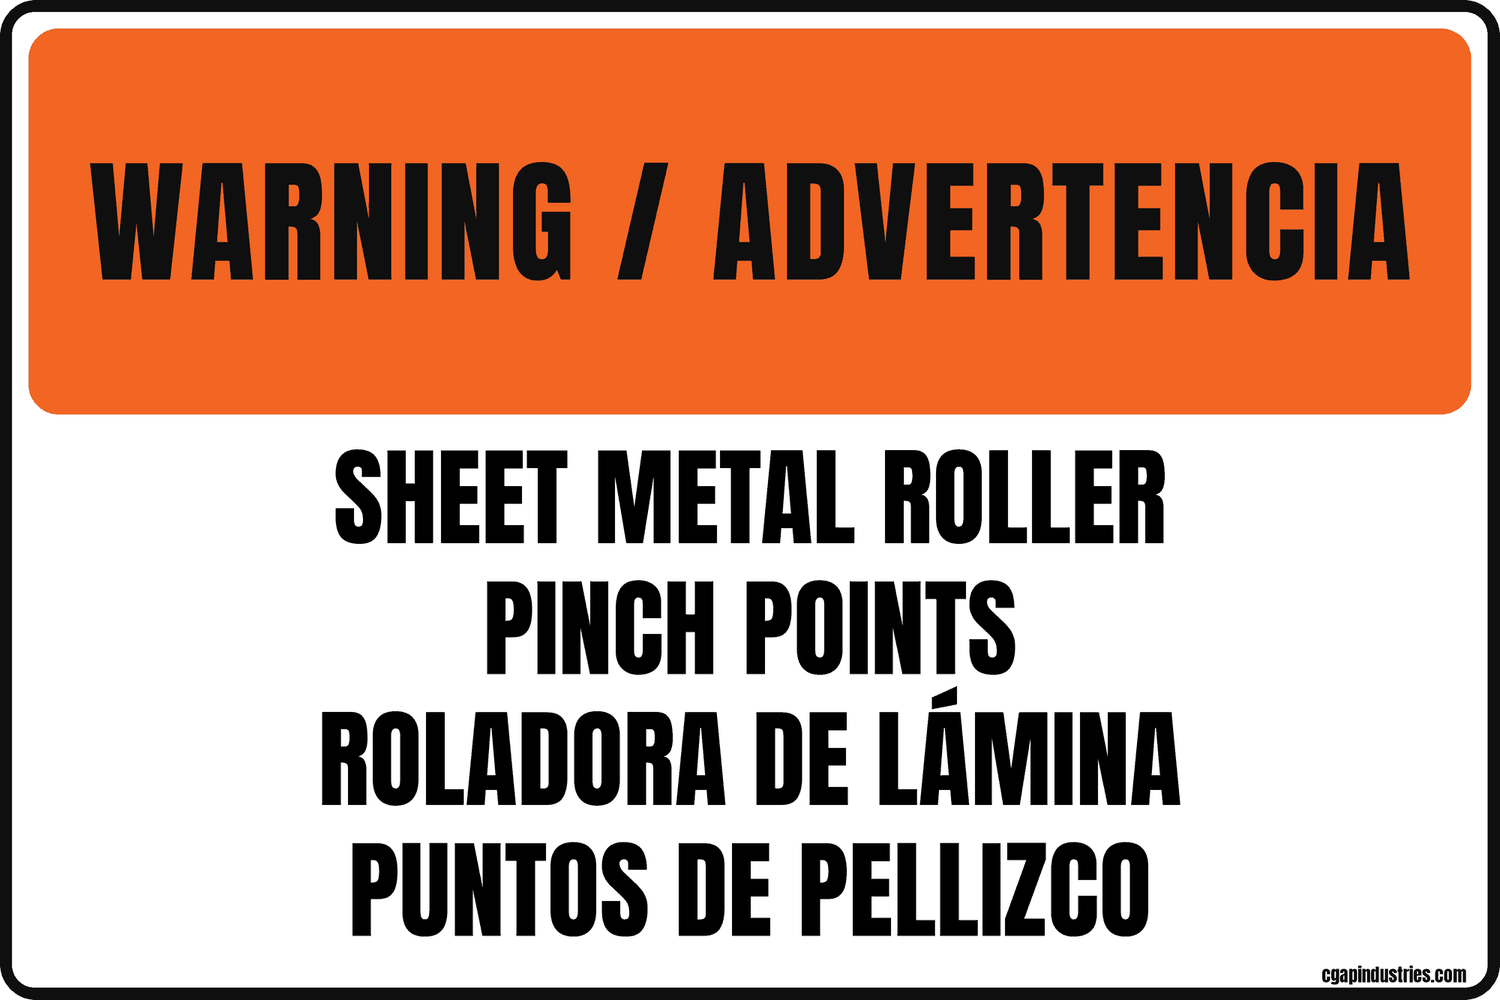 WARNING / ADVERTENCIA
SHEET METAL ROLLER
PINCH POINTS
ROLADORA DE LÁMINA
PUNTOS DE PELLIZCO
cgapindustries.com